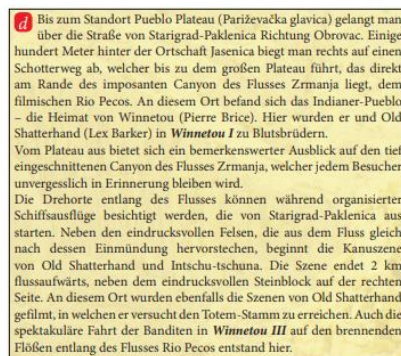 d Bis zum Standort Pueblo Plateau (Pariževačka glavica) gelangt man
über die Straße von Starigrad-Paklenica Richtung Obrovac. Einige
hundert Meter hinter der Ortschaft Jasenica biegt man rechts auf einen
Schotterweg ab, welcher bis zu dem großen Plateau führt, das direkt
am Rande des imposanten Canyon des Flusses Zrmanja liegt, dem
filmischen Rio Pecos. An diesem Ort befand sich das Indianer-Pueblo
– die Heimat von Winnetou (Pierre Brice). Hier wurden er und Old
Shatterhand (Lex Barker) in Winnetou I zu Blutsbrüdern.
Vom Plateau aus bietet sich ein bemerkenswerter Ausblick auf den tief
eingeschnittenen Canyon des Flusses Zrmanja, welcher jedem Besucher
unvergesslich in Erinnerung bleiben wird.
Die Drehorte entlang des Flusses können während organisierter
Schiffsausflüge besichtigt werden, die von Starigrad-Paklenica aus
starten. Neben den eindrucksvollen Felsen, die aus dem Fluss gleich
nach dessen Einmündung hervorstechen, beginnt die Kanuszene
von Old Shatterhand und Intschu-tschuna. Die Szene endet 2 km
flussaufwärts, neben dem eindrucksvollen Steinblock auf der rechten
Seite. An diesem Ort wurden ebenfalls die Szenen von Old Shatterhand
gefilmt, in welchen er versucht den Totem-Stamm zu erreichen. Auch die
spektakuläre Fahrt der Banditen in Winnetou III auf den brennenden
Flößen entlang des Flusses Rio Pecos entstand hier.